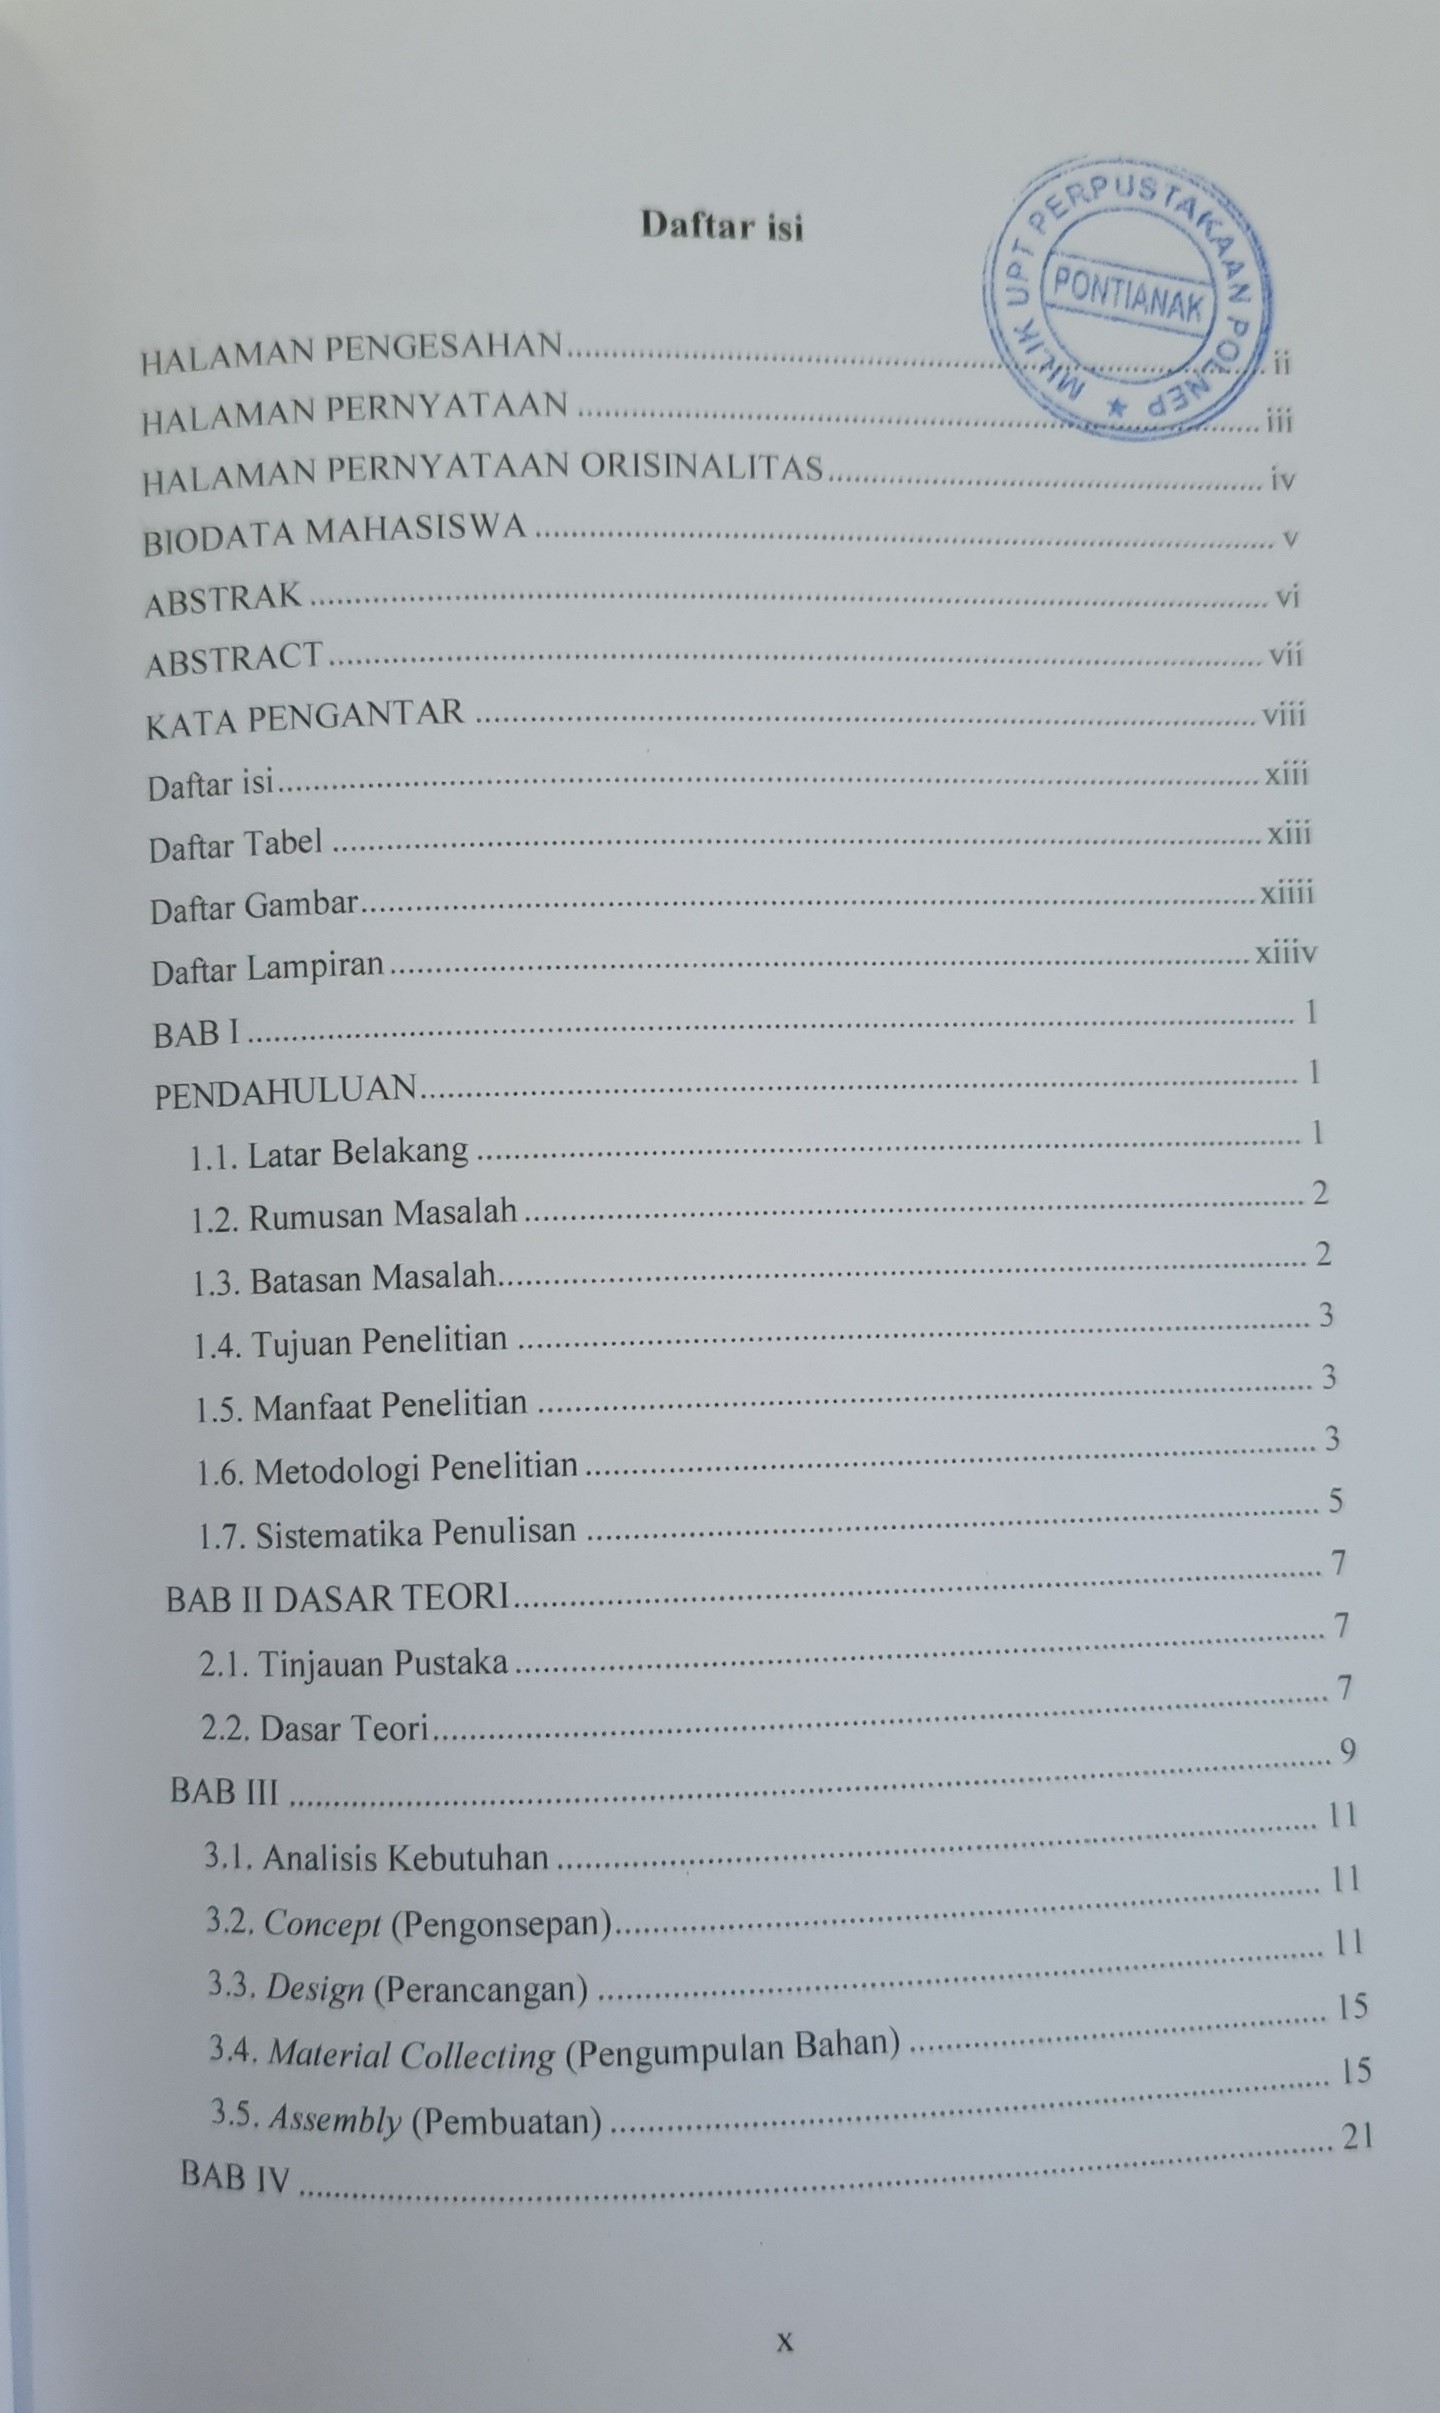 Daftar isi
MILIK UPT PERPUSTAKAAN POLNEP
PONTIANAK
HALAMAN PENGESAHAN ii
HALAMAN PERNYATAAN iii
HALAMAN PERNYATAAN ORISINALITAS iv
BIODATA MAHASISWA v
ABSTRAK vi
ABSTRACT vii
KATA PENGANTAR viii
Daftar isi xiii
Daftar Tabel xiii
Daftar Gambar xiiii
Daftar Lampiran xiiiv
BAB I 1
PENDAHULUAN 1
1.1. Latar Belakang 1
1.2. Rumusan Masalah 2
1.3. Batasan Masalah 2
1.4. Tujuan Penelitian 3
1.5. Manfaat Penelitian 3
1.6. Metodologi Penelitian 3
1.7. Sistematika Penulisan 5
BAB II DASAR TEORI 7
2.1. Tinjauan Pustaka 7
2.2. Dasar Teori 7
BAB III 9
3.1. Analisis Kebutuhan 11
3.2. Concept (Pengonsepan) 11
3.3. Design (Perancangan) 11
3.4. Material Collecting (Pengumpulan Bahan) 15
3.5. Assembly (Pembuatan) 15
BAB IV 21
x